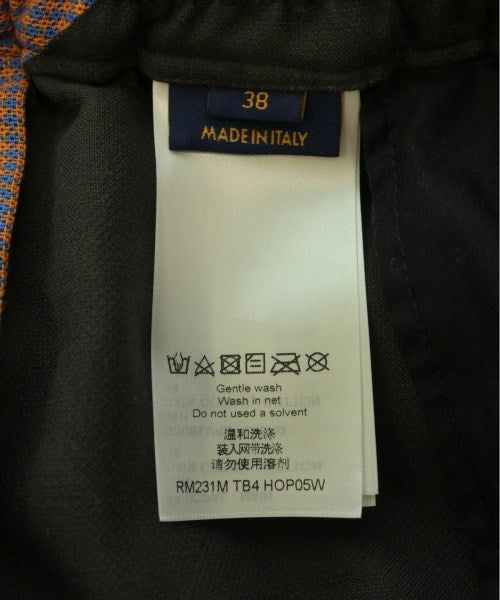 38
MADE IN ITALY
Gentle wash
Wash in net
Do not used a solvent
温和洗涤
装入网带洗涤
请勿使用溶剂
RM231M TB4 HOP05W